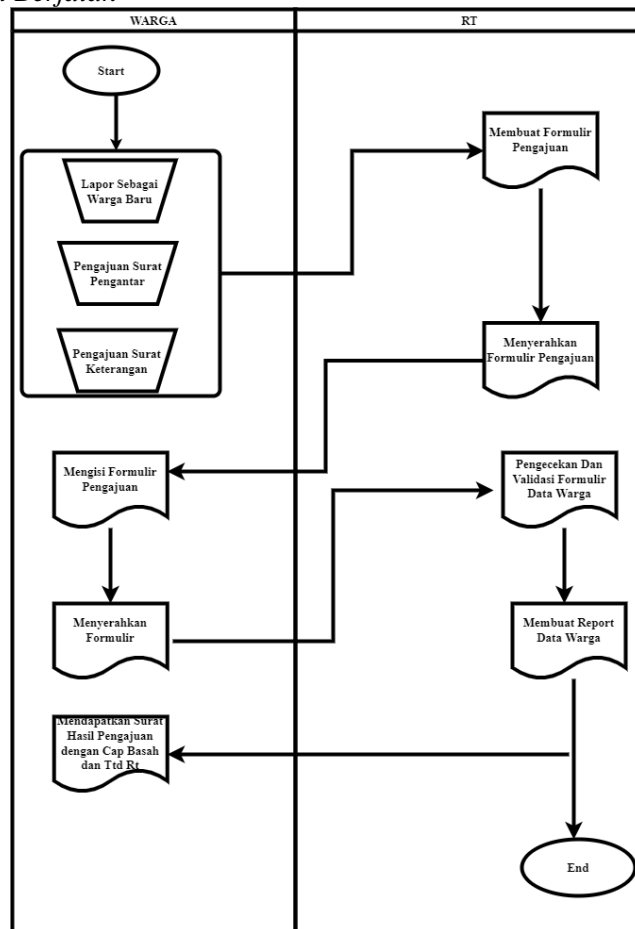 Berjalan
WARGA
RT
Start
Lapor Sebagai
Warga Baru
Pengajuan Surat
Pengantar
Pengajuan Surat
Keterangan
Membuat Formulir
Pengajuan
Menyerahkan
Formulir Pengajuan
Mengisi Formulir
Pengajuan
Menyerahkan
Formulir
Pengecekan Dan
Validasi Formulir
Data Warga
Membuat Report
Data Warga
Mendapatkan Surat
Hasil Pengajuan
dengan Cap Basah
dan Ttd Rt
End